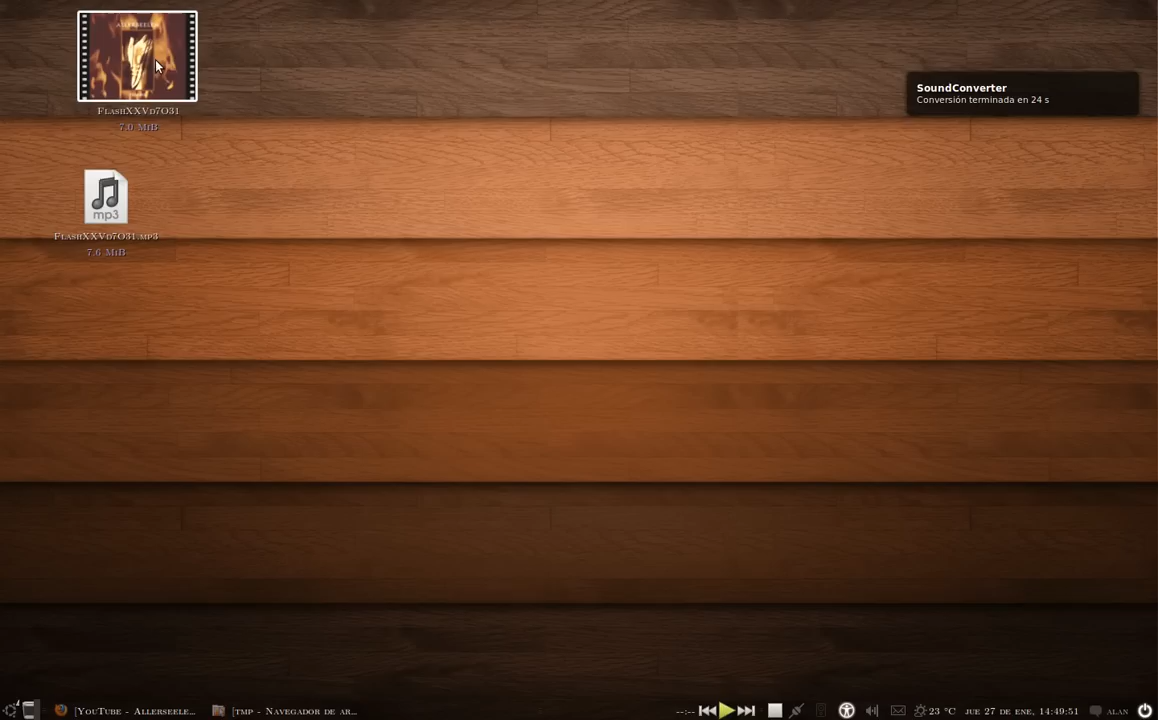 ALLERSEELEN
FlashXXVd7O31
7.0 MiB
SoundConverter
Conversión terminada en 24 s
mp3
FlashXXVd7O31.mp3
7.6 MiB
[YouTube - Allerseele...
[tmp - Navegador de ar...
--:--
23 °C
jue 27 de ene, 14:49:51
alan